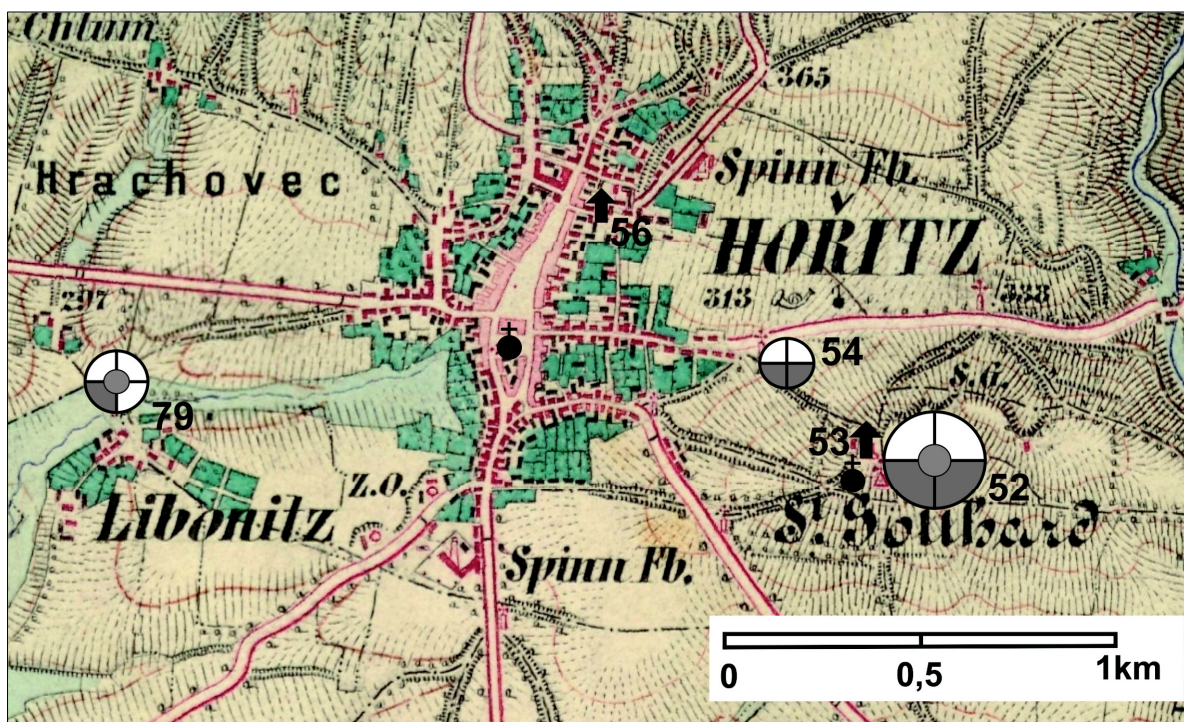 Chlum
365
Hrachovec
Spinn Fb.
56
HOŘITZ
297
313
338
54
79
S.G.
53
52
Z.O.
Libonitz
St. Gotthard
Spinn Fb.
0
0,5
1km